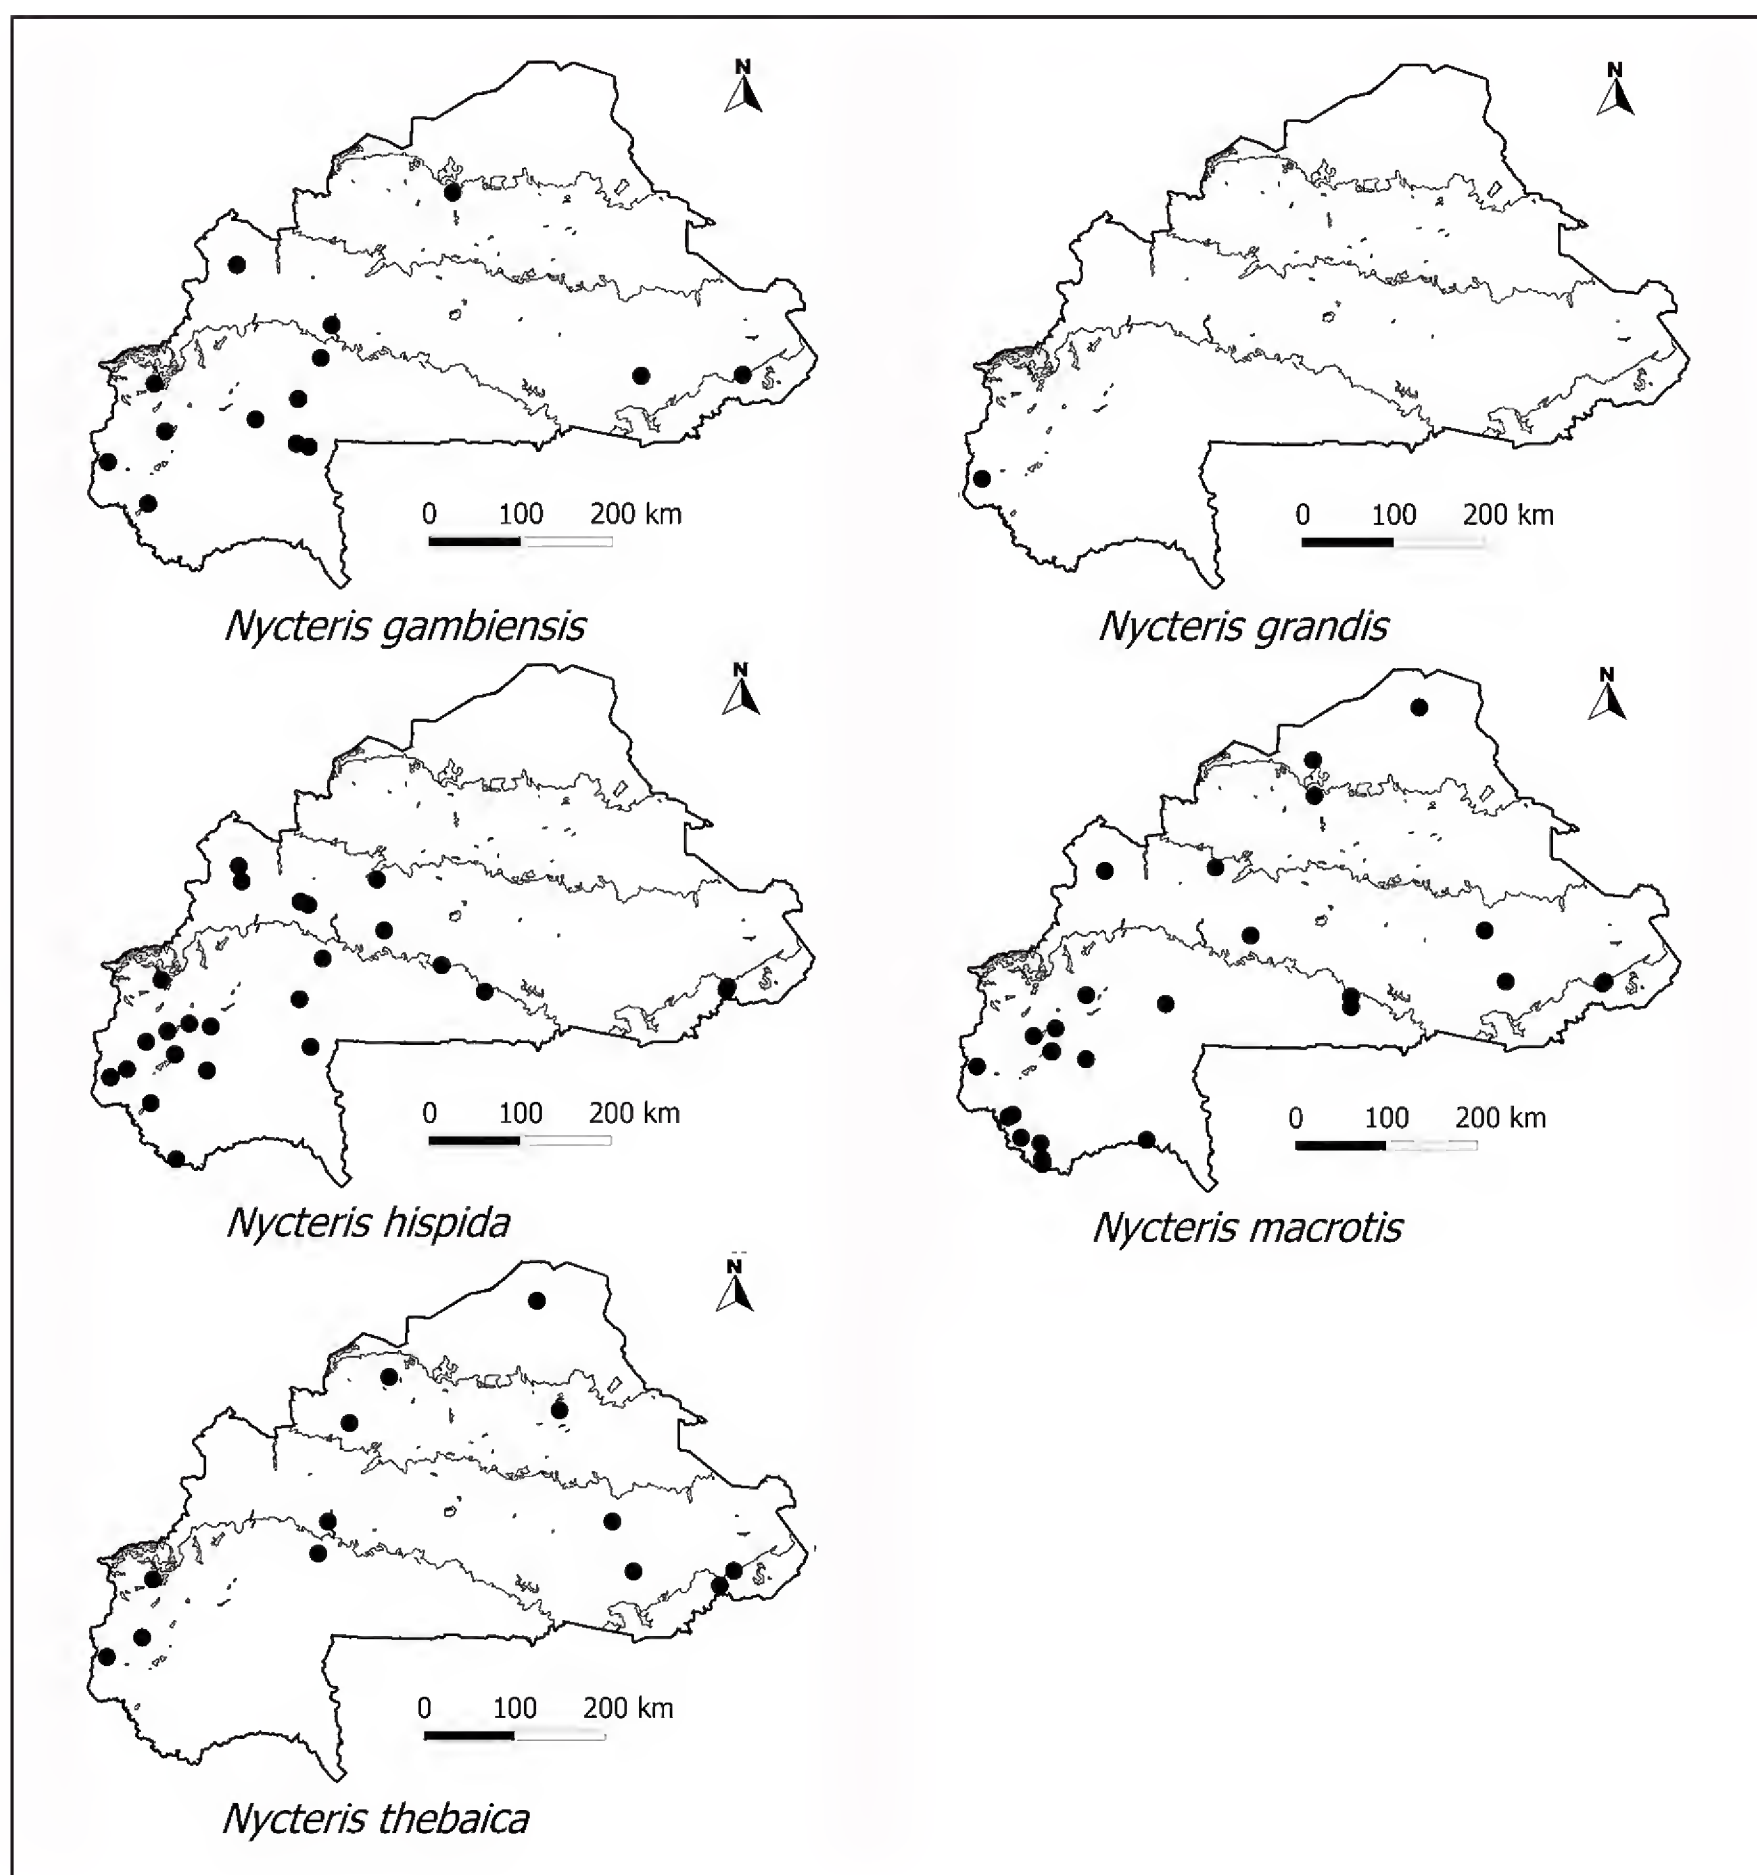 N
N
0 100 200 km
0 100 200 km
Nycteris gambiensis
Nycteris grandis
N
N
0 100 200 km
0 100 200 km
Nycteris hispida
Nycteris macrotis
N
0 100 200 km
Nycteris thebaica